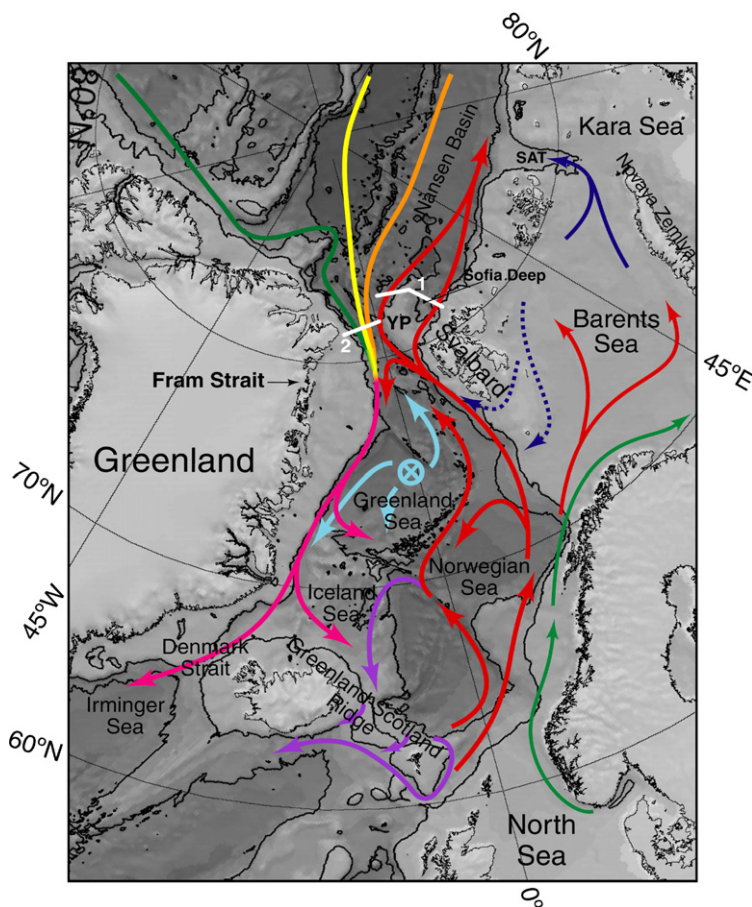 80°N
80°N
Kara Sea
Nansen Basin
SAT
Novaya Zemlya
Sofia Deep
1
YP
2
Barents
Sea
Svalbard
45°E
Fram Strait
Greenland
70°N
Greenland
Sea
Norwegian
Sea
Iceland
Sea
45°W
Denmark
Strait
Greenland-Scotland
Ridge
Irminger
Sea
60°N
North
Sea
0°